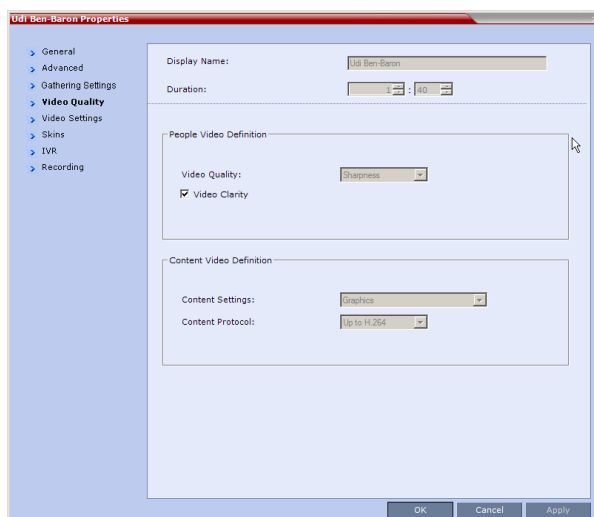 Udi Ben-Baron Properties
General
Advanced
Gathering Settings
Video Quality
Video Settings
Skins
IVR
Recording
Display Name: Udi Ben-Baron
Duration: 1 : 40
People Video Definition
Video Quality: Sharpness
Video Clarity
Content Video Definition
Content Settings: Graphics
Content Protocol: Up to H.264
OK Cancel Apply